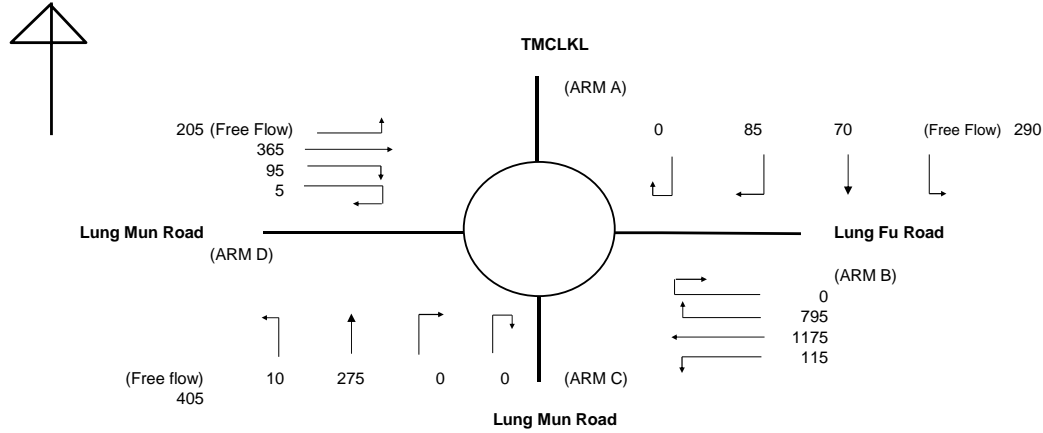 TMCLKL
(ARM A)
205 (Free Flow)
0 85 70 (Free Flow) 290
365
95
5
Lung Mun Road
Lung Fu Road
(ARM D)
(ARM B)
0
795
1175
115
(Free flow) 10 275 0 0 (ARM C)
405
Lung Mun Road